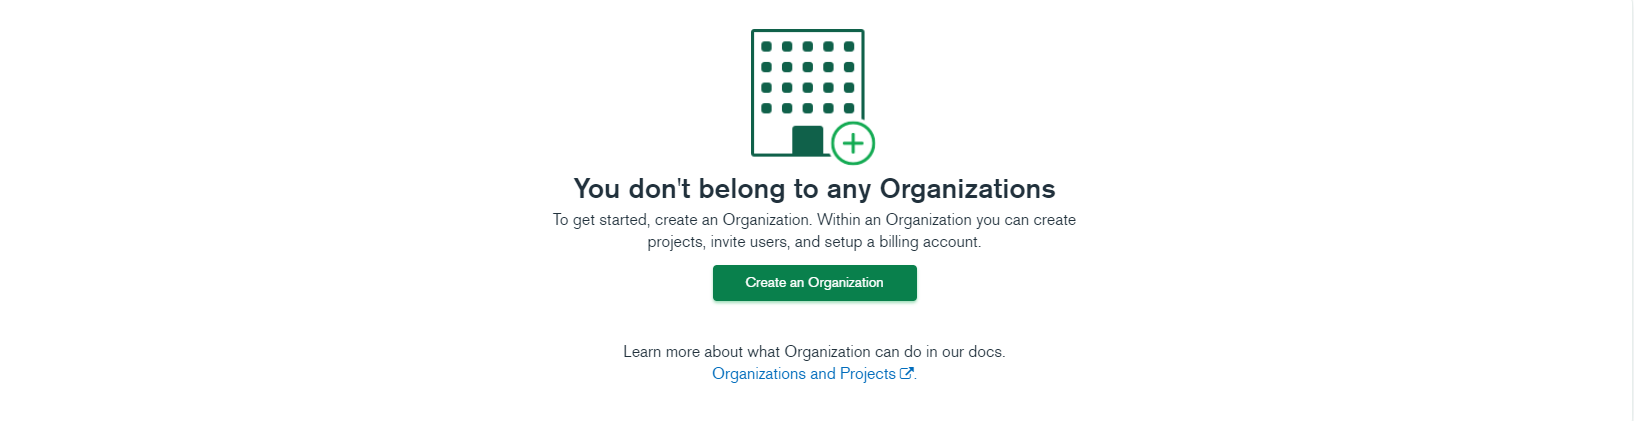 You don't belong to any Organizations
To get started, create an Organization. Within an Organization you can create
projects, invite users, and setup a billing account.
Create an Organization
Learn more about what Organization can do in our docs.
Organizations and Projects.